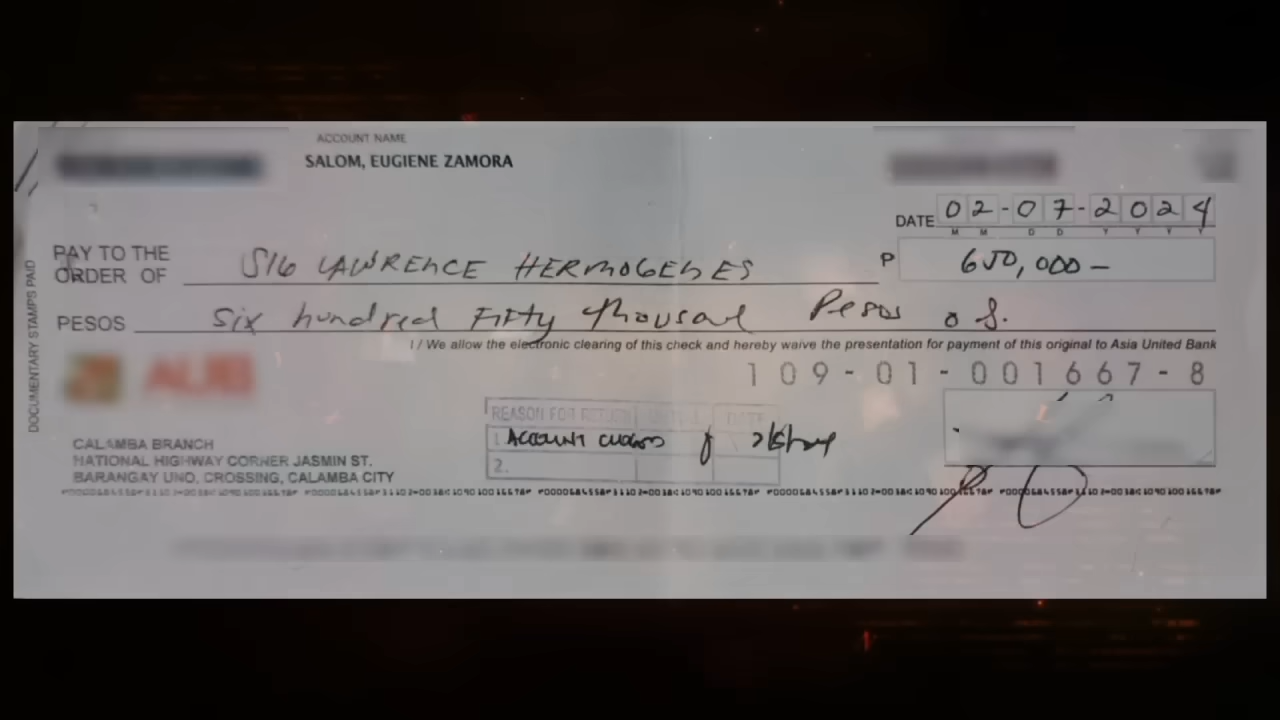 ACCOUNT NAME
SALOM, EUGIENE ZAMORA
DATE 02-07-2024
M M D D Y Y Y Y
PAY TO THE
ORDER OF LAWRENCE HERMOGENES
P 650,000 —
PESOS Six hundred Fifty thousand Pesos
I / We allow the electronic clearing of this check and hereby waive the presentation for payment of this original to Asia United Bank
DOCUMENTARY STAMPS PAID
109-01-001667-8
AUB
REASON FOR RETURN INITIAL DATE
1. ACCOUNT CLOSED
2.
CALAMBA BRANCH
NATIONAL HIGHWAY CORNER JASMIN ST.
BARANGAY UNO, CROSSING, CALAMBA CITY